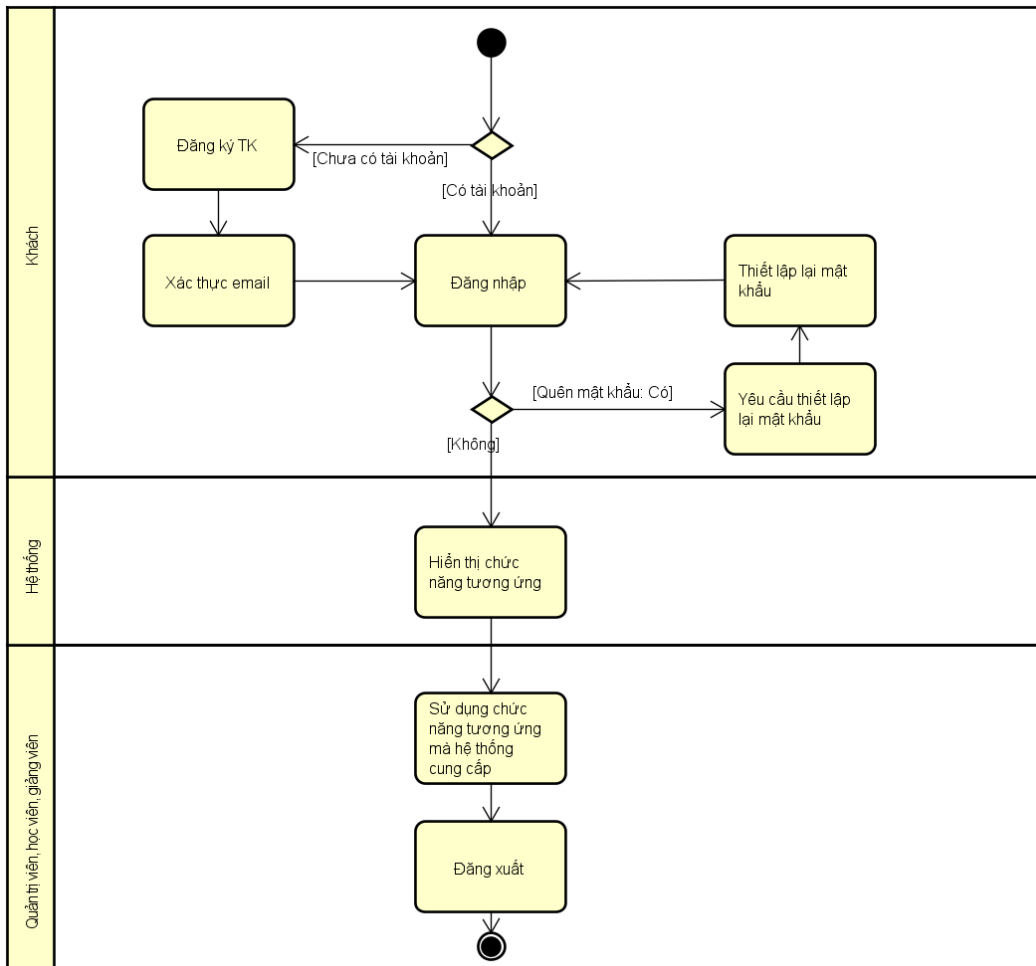 Khách
Đăng ký TK
[Chưa có tài khoản]
[Có tài khoản]
Xác thực email
Đăng nhập
Thiết lập lại mật
khẩu
[Quên mật khẩu: Có]
Yêu cầu thiết lập
lại mật khẩu
[Không]
Hệ thống
Hiển thị chức
năng tương ứng
Quản trị viên, học viên, giảng viên
Sử dụng chức
năng tương ứng
mà hệ thống
cung cấp
Đăng xuất